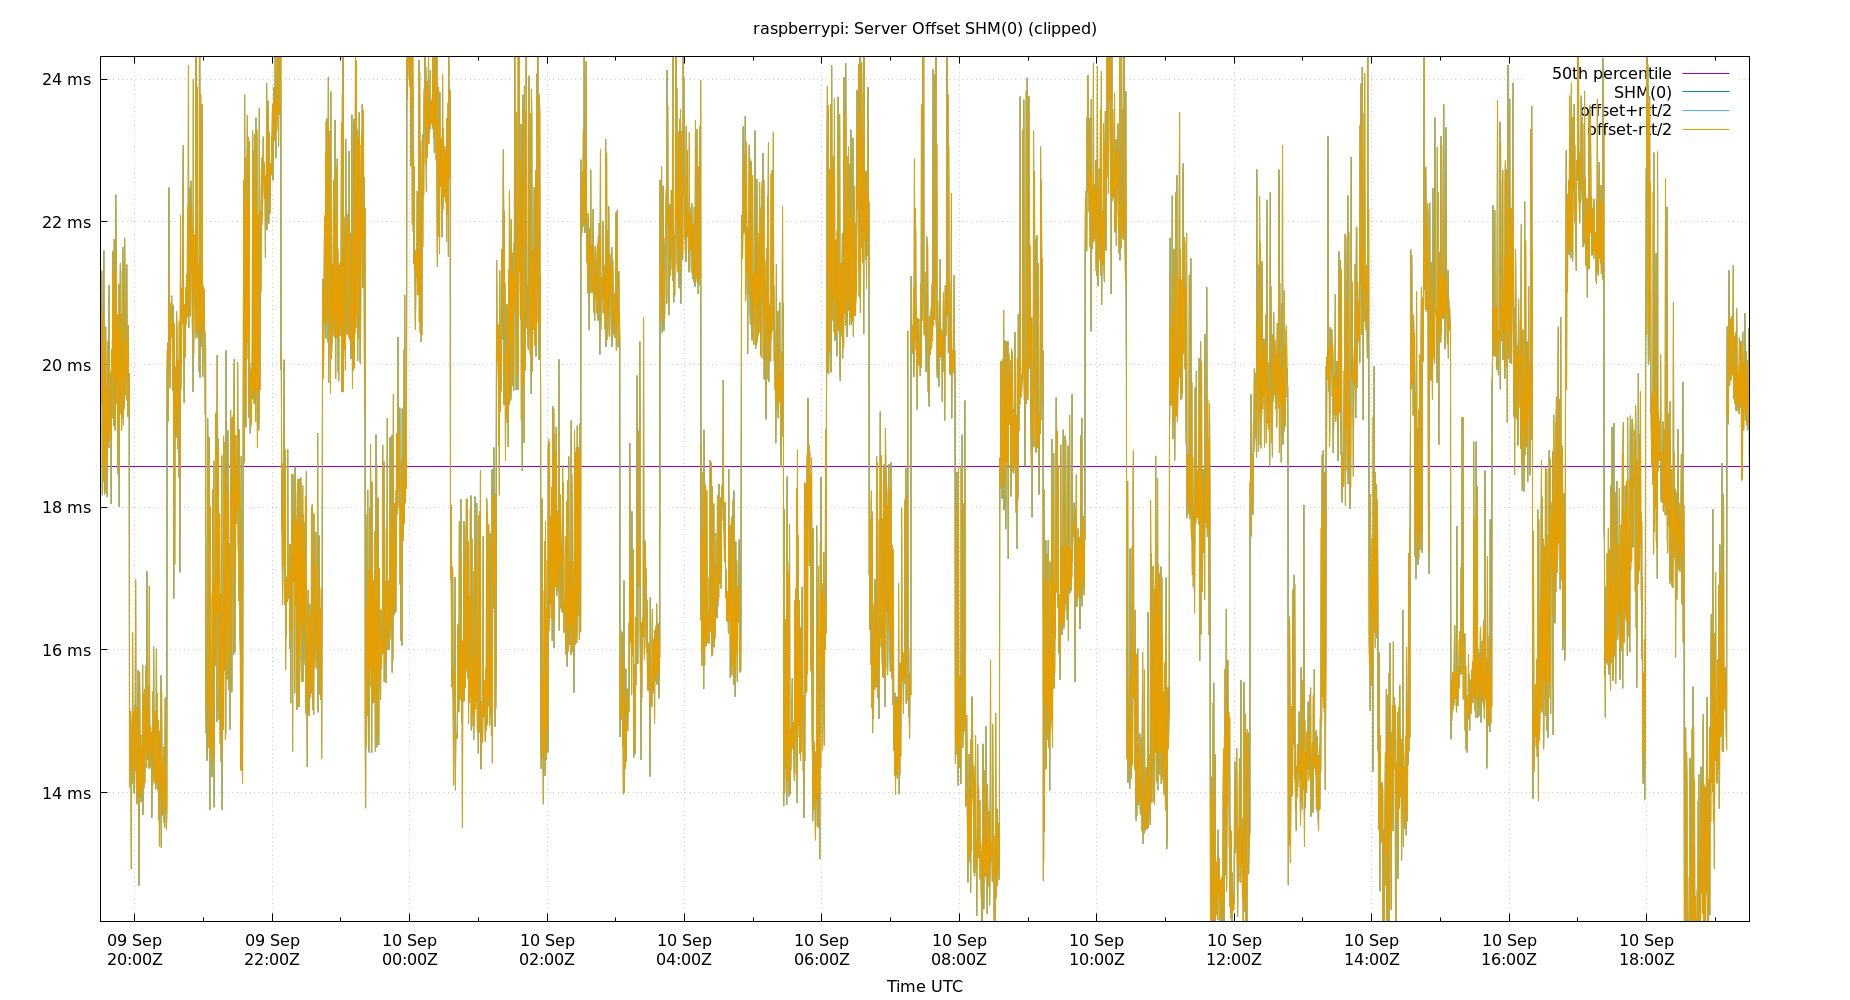 raspberrypi: Server Offset SHM(0) (clipped)
24 ms
22 ms
20 ms
18 ms
16 ms
14 ms
50th percentile
SHM(0)
offset+rtt/2
offset-rtt/2
09 Sep
20:00Z
09 Sep
22:00Z
10 Sep
00:00Z
10 Sep
02:00Z
10 Sep
04:00Z
10 Sep
06:00Z
10 Sep
08:00Z
10 Sep
10:00Z
10 Sep
12:00Z
10 Sep
14:00Z
10 Sep
16:00Z
10 Sep
18:00Z
Time UTC